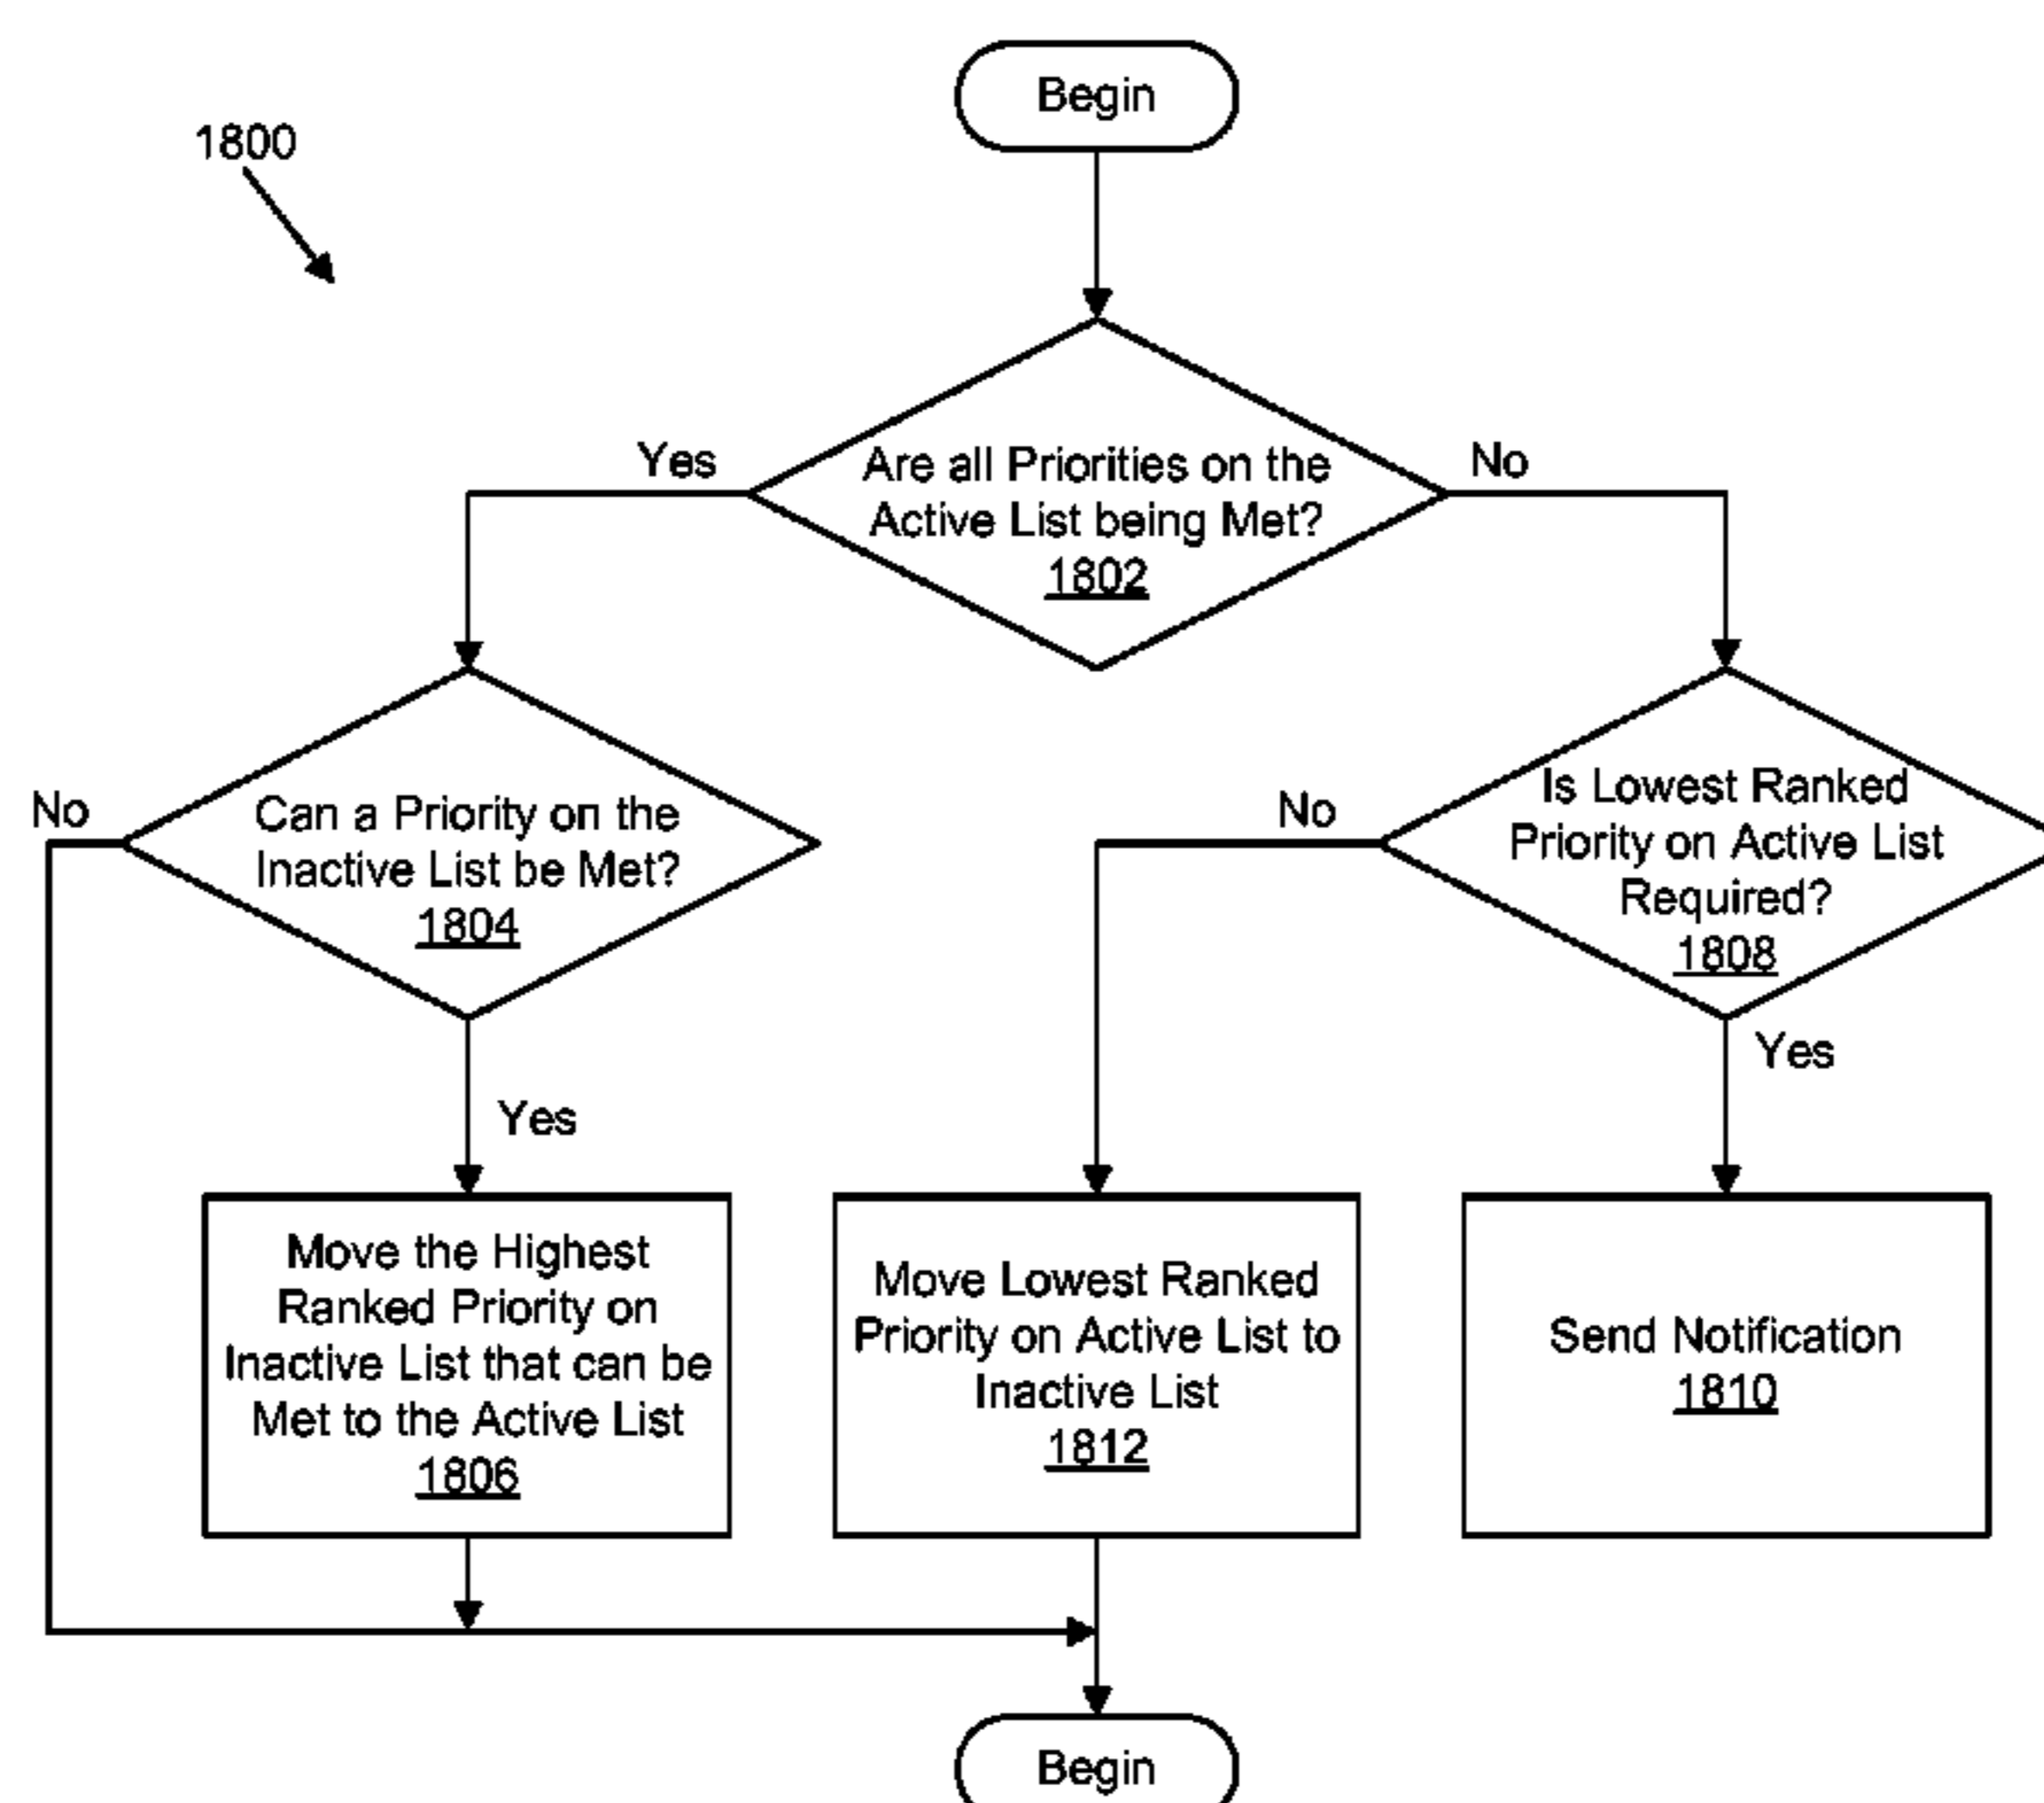 Begin
1800
Yes
Are all Priorities on the
Active List being Met?
1802
No
No
Can a Priority on the
Inactive List be Met?
1804
Yes
No
Is Lowest Ranked
Priority on Active List
Required?
1808
Yes
Move the Highest
Ranked Priority on
Inactive List that can be
Met to the Active List
1806
Move Lowest Ranked
Priority on Active List to
Inactive List
1812
Send Notification
1810
Begin